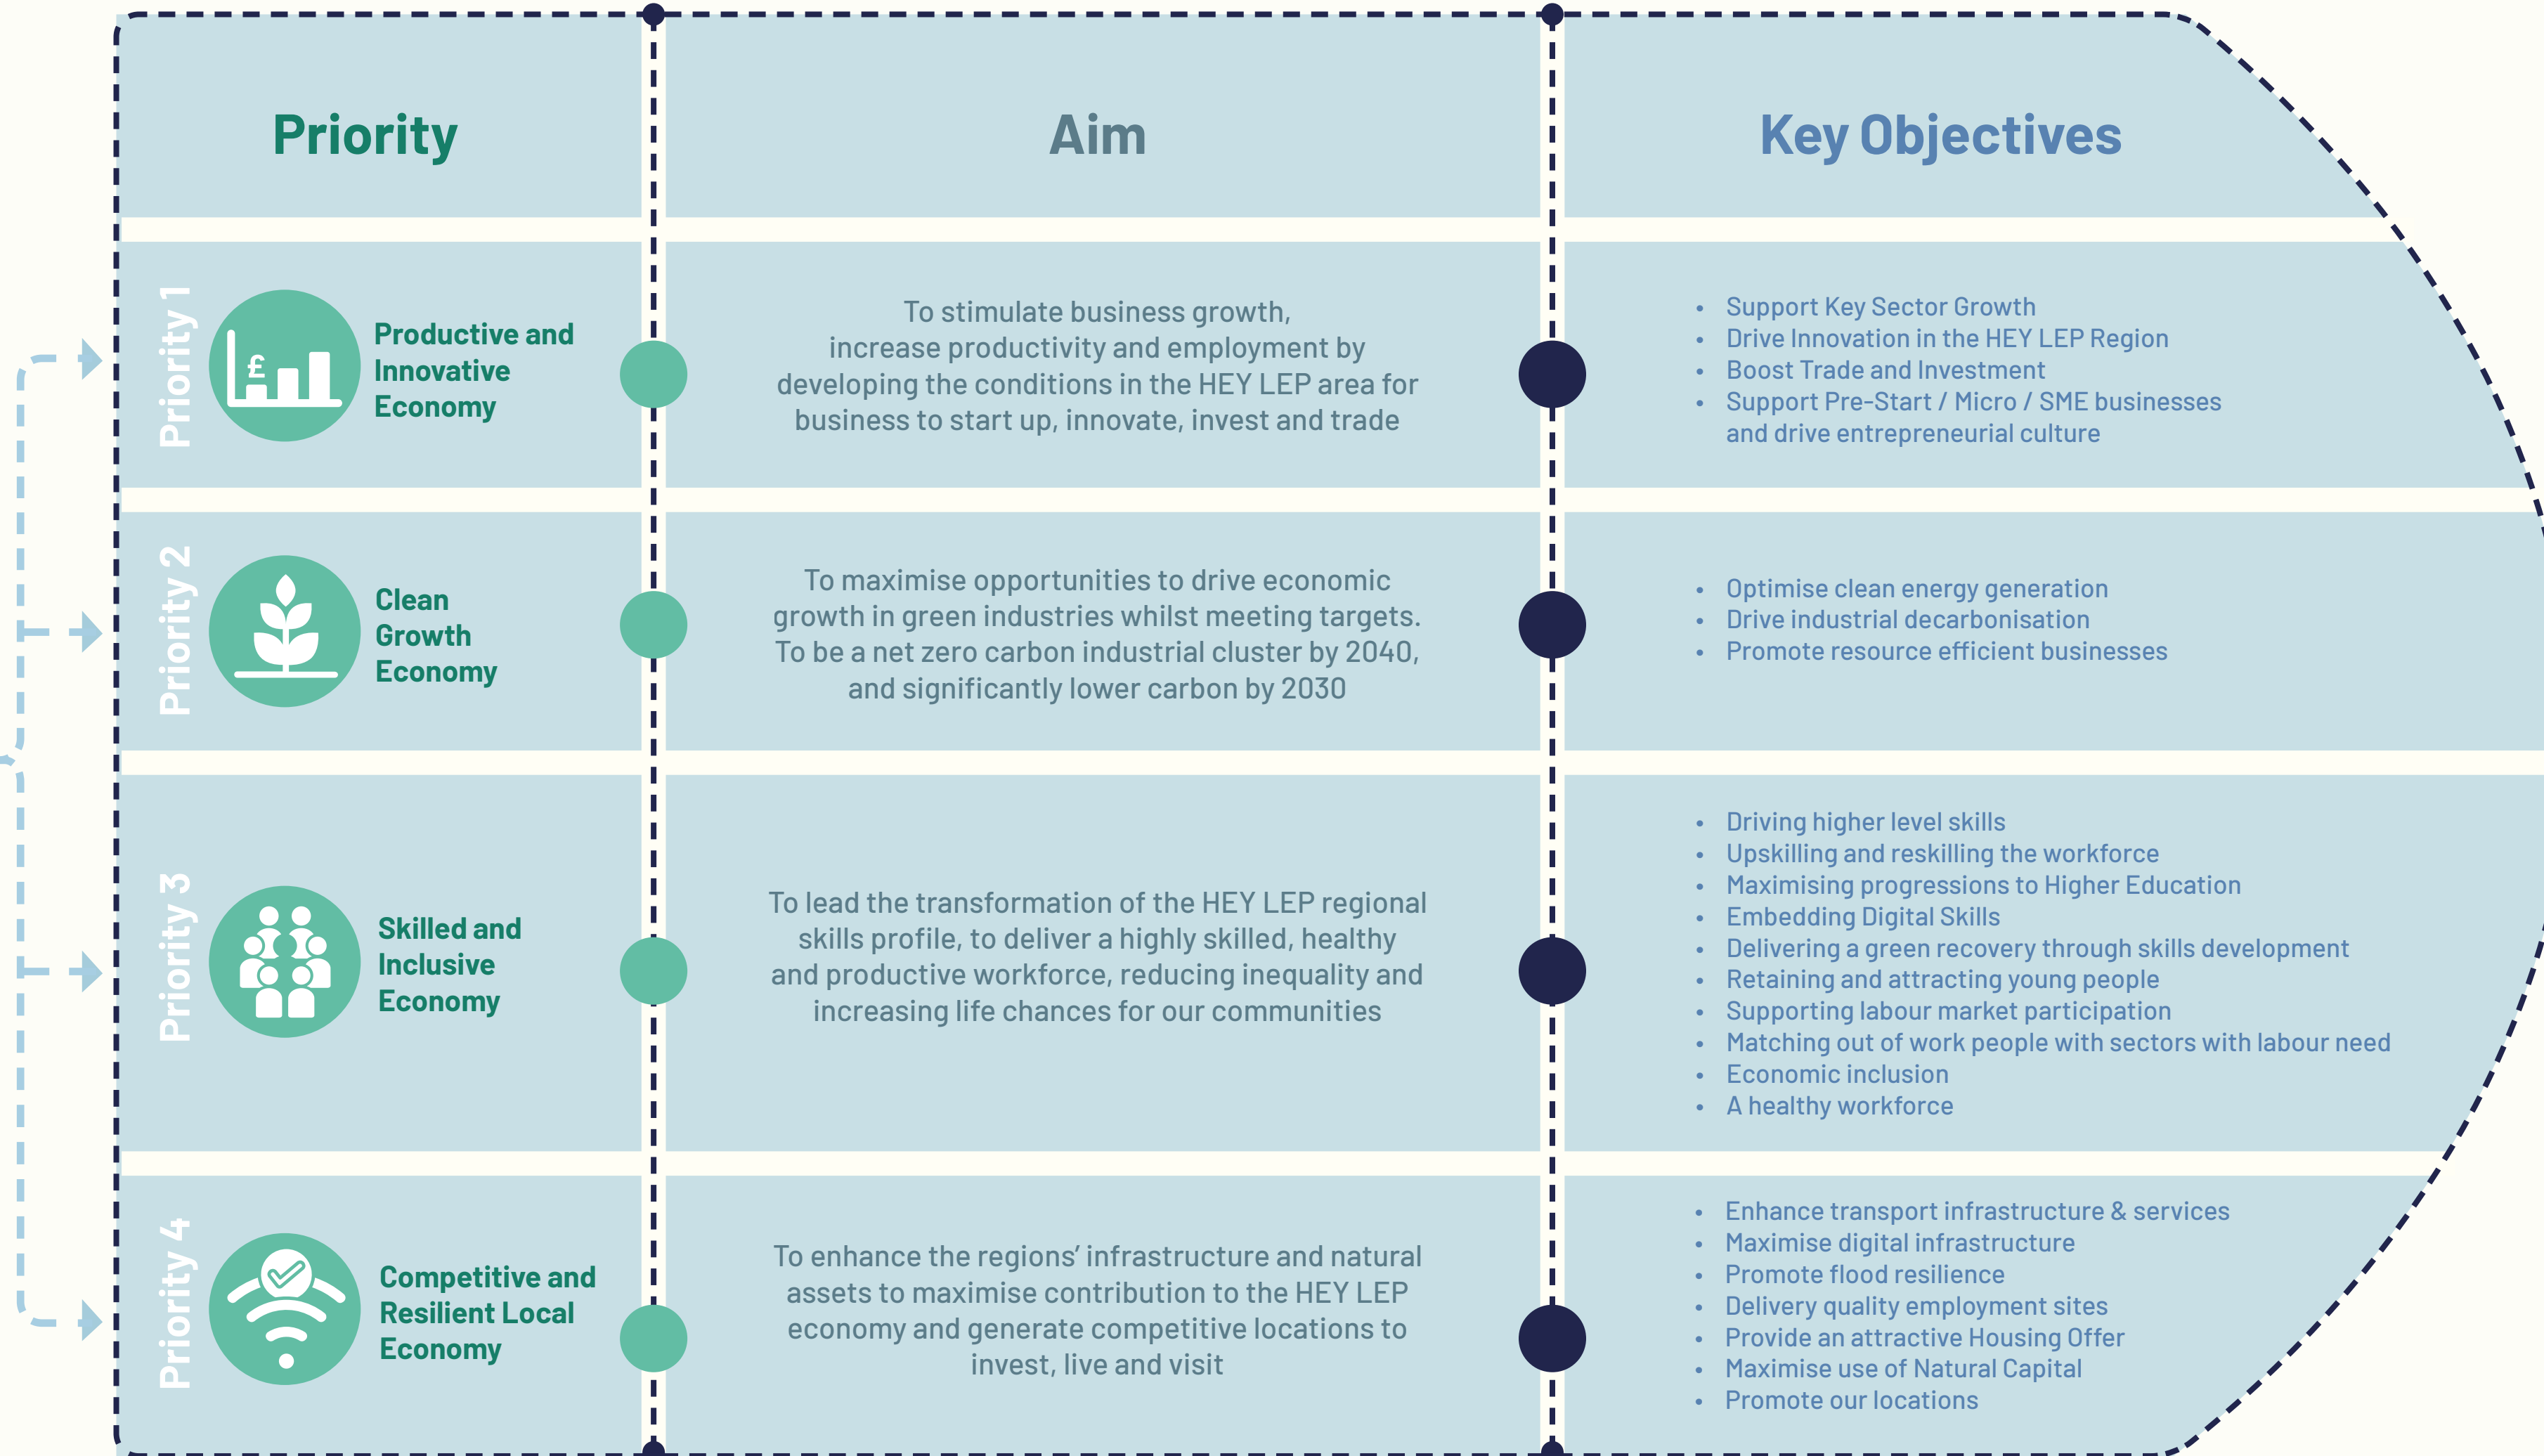 Priority
Aim
Key Objectives
Priority 1
£
Productive and
Innovative
Economy
To stimulate business growth,
increase productivity and employment by
developing the conditions in the HEY LEP area for
business to start up, innovate, invest and trade
• Support Key Sector Growth
• Drive Innovation in the HEY LEP Region
• Boost Trade and Investment
• Support Pre-Start / Micro / SME businesses
and drive entrepreneurial culture
Priority 2
Clean
Growth
Economy
To maximise opportunities to drive economic
growth in green industries whilst meeting targets.
To be a net zero carbon industrial cluster by 2040,
and significantly lower carbon by 2030
• Optimise clean energy generation
• Drive industrial decarbonisation
• Promote resource efficient businesses
Priority 3
Skilled and
Inclusive
Economy
To lead the transformation of the HEY LEP regional
skills profile, to deliver a highly skilled, healthy
and productive workforce, reducing inequality and
increasing life chances for our communities
• Driving higher level skills
• Upskilling and reskilling the workforce
• Maximising progressions to Higher Education
• Embedding Digital Skills
• Delivering a green recovery through skills development
• Retaining and attracting young people
• Supporting labour market participation
• Matching out of work people with sectors with labour need
• Economic inclusion
• A healthy workforce
Priority 4
Competitive and
Resilient Local
Economy
To enhance the regions’ infrastructure and natural
assets to maximise contribution to the HEY LEP
economy and generate competitive locations to
invest, live and visit
• Enhance transport infrastructure & services
• Maximise digital infrastructure
• Promote flood resilience
• Delivery quality employment sites
• Provide an attractive Housing Offer
• Maximise use of Natural Capital
• Promote our locations